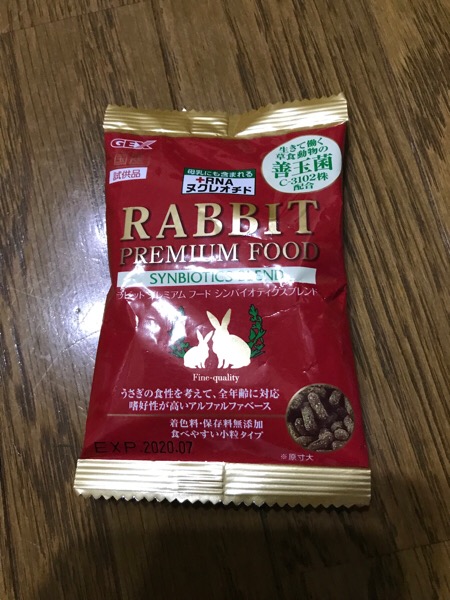 GEX
試供品
母乳にも含まれる
+RNA
ヌクレオチド
生きて働く
草食動物の
善玉菌
C-3102株
配合
RABBIT
PREMIUM FOOD
SYNBIOTICS BLEND
ラビットプレミアム フード シンバイオティクスブレンド
Fine-quality
うさぎの食性を考えて、全年齢に対応
嗜好性が高いアルファルファベース
着色料・保存料無添加
食べやすい小粒タイプ
EXP 2020.07
※原寸大